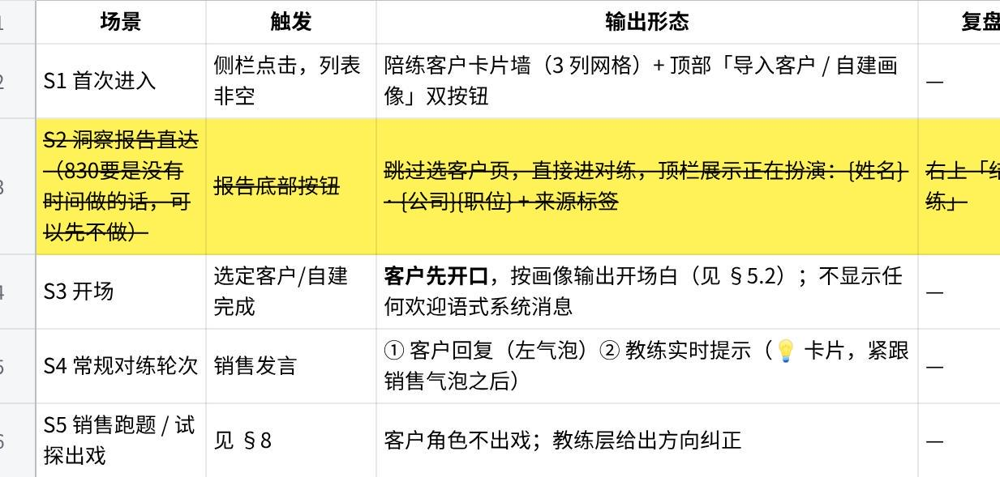 场景 触发 输出形态 复盘
2 S1 首次进入 侧栏点击，列表 陪练客户卡片墙（3 列网格）+ 顶部「导入客户 / 自建画 —
非空 像」双按钮
S2 洞察报告直达
（830要是没有 报告底部按钮 跳过选客户页，直接进对练，顶栏展示正在扮演：{姓名} 右上「结
时间做的话，可 · {公司}{职位} + 来源标签 练」
以先不做）
S3 开场 选定客户/自建 客户先开口，按画像输出开场白（见 §5.2）；不显示任 —
完成 何欢迎语式系统消息
S4 常规对练轮次 销售发言 ① 客户回复（左气泡）② 教练实时提示（💡 卡片，紧跟 —
销售气泡之后）
S5 销售跑题 / 试 见 §8 客户角色不出戏；教练层给出方向纠正 —
探出戏